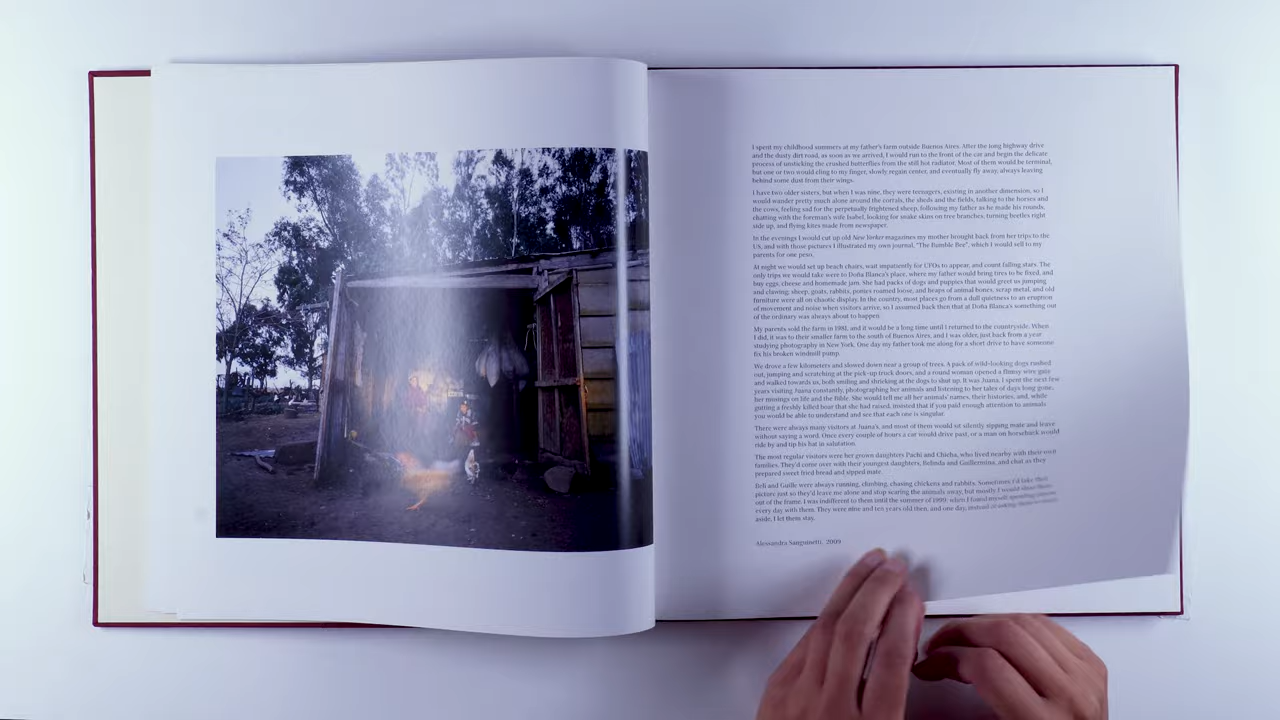 I spent my childhood summers at my father's farm outside Buenos Aires. After the long highway drive
and the dusty dirt road, as soon as we arrived, I would run to the front of the car and begin the delicate
process of unsticking the crushed butterflies from the still hot radiator. Most of them would be terminal,
but one or two would cling to my finger, slowly regain center, and eventually fly away, always leaving
behind some dust from their wings.
I have two older sisters, but when I was nine, they were teenagers, existing in another dimension, so I
would wander pretty much alone around the corrals, the sheds and the fields, talking to the horses and
the cows, feeling sad for the perpetually frightened sheep, following my father as he made his rounds,
chatting with the foreman's wife Isobel, looking for snake skins on tree branches, turning beetles right
side up, and flying kites made from newspaper.
In the evenings I would cut up old New Yorker magazines my mother brought back from her trips to the
US, and with those pictures I illustrated my own journal, "The Bumble Bee", which I would sell to my
parents for one peso.
At night we would set up beach chairs, wait impatiently for UFOs to appear, and count falling stars. The
only trips we would take were to Doña Blanca's place, where my father would bring tires to be fixed, and
buy eggs, cheese and homemade jam. She had packs of dogs and puppies that would greet us jumping
and clawing; sheep, goats, rabbits, ponies roamed loose, and heaps of animal bones, scrap metal, and old
furniture were all on chaotic display. In the country, most places go from a dull quietness to an eruption
of movement and noise when visitors arrive, so I assumed back then that at Doña Blanca's something out
of the ordinary was always about to happen.
My parents sold the farm in 1981, and it would be a long time until I returned to the countryside. When
I did, it was to their smaller farm to the south of Buenos Aires, and I was older, just back from a year
studying photography in New York. One day my father took me along for a short drive to have someone
fix his broken windmill pump.
We drove a few kilometers and slowed down near a group of trees. A pack of wild-looking dogs rushed
out, jumping and scratching at the pick-up truck doors, and a round woman opened a flimsy wire gate
and walked towards us, both smiling and shrieking at the dogs to shut up. It was Juana. I spent the next few
years visiting Juana constantly, photographing her animals and listening to her tales of days long gone,
her musings on life and the Bible. She would tell me all her animals' names, their histories, and, while
gutting a freshly killed boar that she had raised, insisted that if you paid enough attention to animals
you would be able to understand and see that each one is singular.
There were always many visitors at Juana's, and most of them would sit silently sipping mate and leave
without saying a word. Once every couple of hours a car would drive past, or a man on horseback would
ride by and tip his hat in salutation.
The most regular visitors were her grown daughters Pachi and Chicha, who lived nearby with their own
families. They'd come over with their youngest daughters, Belinda and Guillermina, and chat as they
prepared sweet fried bread and sipped mate.
Beli and Guille were always running, climbing, chasing chickens and rabbits. Sometimes I'd take their
picture just so they'd leave me alone and stop scaring the animals away, but mostly I would shoo them
out of the frame. I was indifferent to them until the summer of 1999, when I found myself spending almost
every day with them. They were nine and ten years old then, and one day, instead of asking them to move
aside, I let them stay.
Alessandra Sanguinetti, 2009